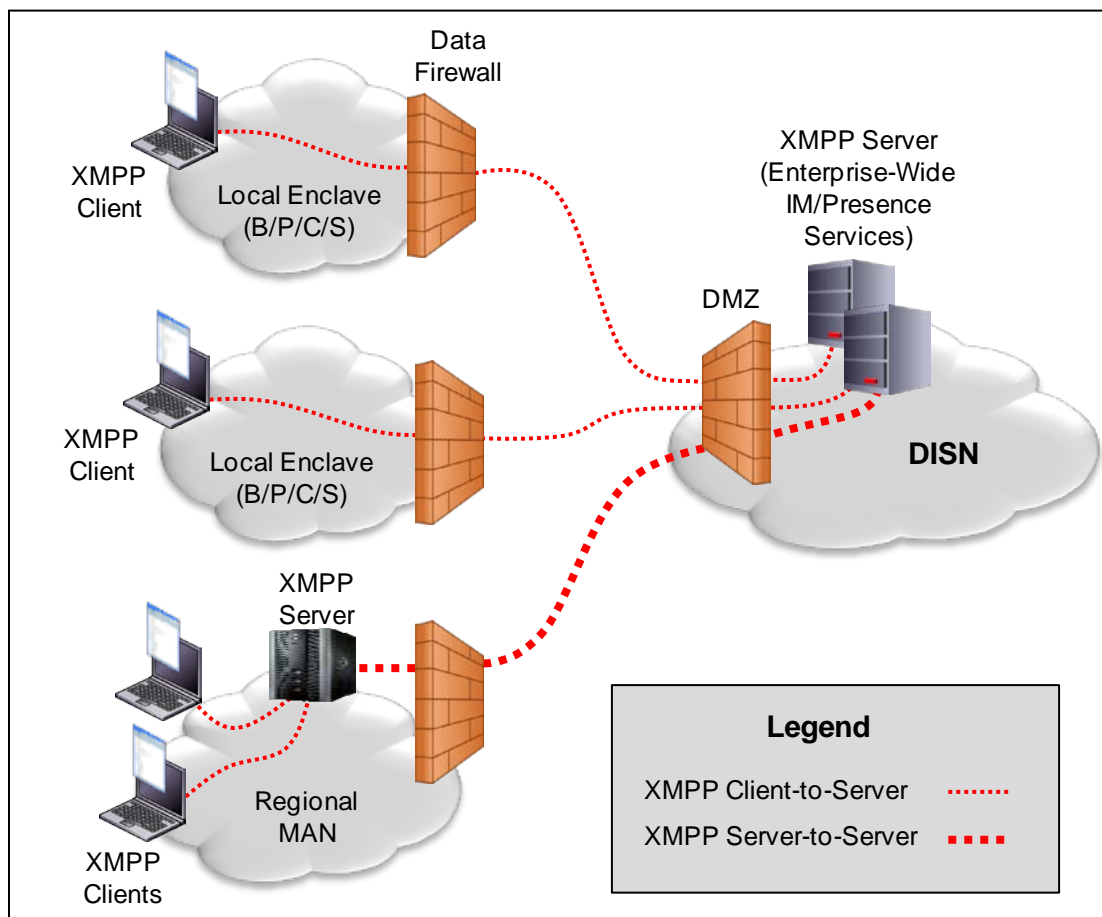 Data
Firewall
XMPP
Client
Local Enclave
(B/P/C/S)
XMPP Server
(Enterprise-Wide
IM/Presence
Services)
DMZ
XMPP
Client
Local Enclave
(B/P/C/S)
DISN
XMPP
Server
Regional
MAN
XMPP
Clients
Legend
XMPP Client-to-Server
XMPP Server-to-Server